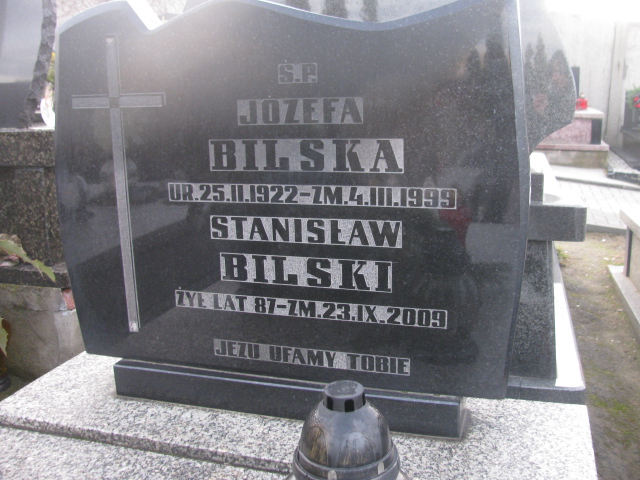 Ś.P.
JÓZEFA
BILSKA
UR.25.II.1922-ZM.4.III.1999
STANISŁAW
BILSKI
ŻYŁ LAT 87-ZM.23.IX.2009
JEZU UFAMY TOBIE